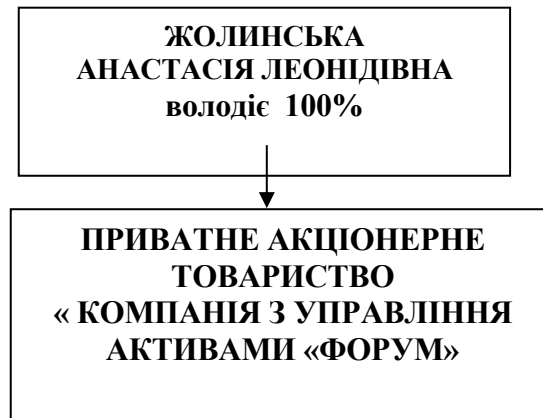 ЖОЛИНСЬКА
АНАСТАСІЯ ЛЕОНІДІВНА
володіє 100%
ПРИВАТНЕ АКЦІОНЕРНЕ
ТОВАРИСТВО
« КОМПАНІЯ З УПРАВЛІННЯ
АКТИВАМИ «ФОРУМ»